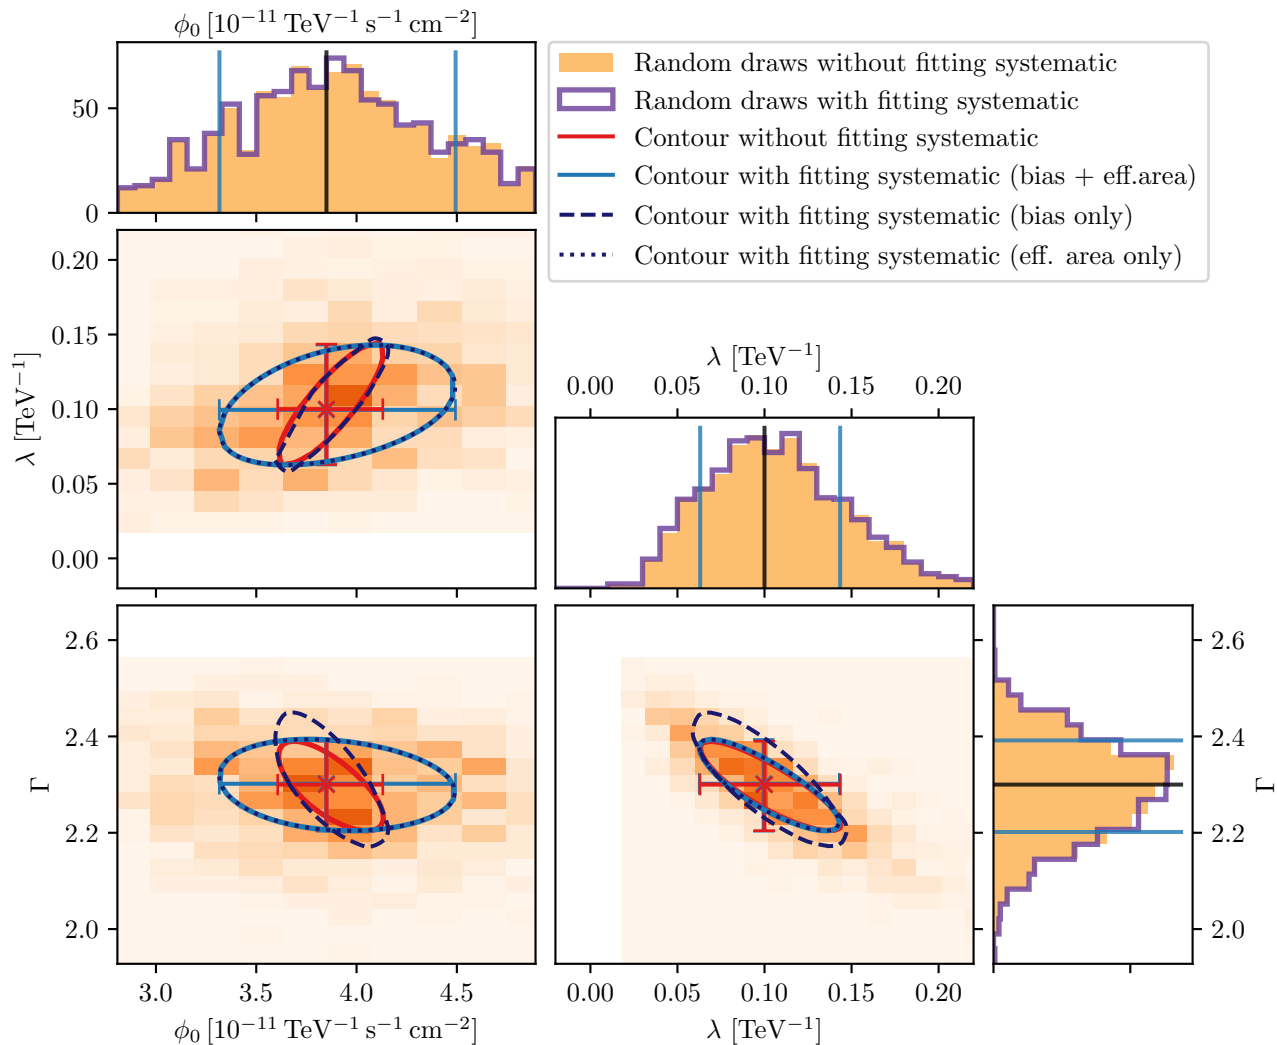 ϕ₀ [10⁻¹¹ TeV⁻¹ s⁻¹ cm⁻²]
50
0
Random draws without fitting systematic
Random draws with fitting systematic
Contour without fitting systematic
Contour with fitting systematic (bias + eff.area)
Contour with fitting systematic (bias only)
Contour with fitting systematic (eff. area only)
λ [TeV⁻¹]
0.20
0.15
0.10
0.05
0.00
λ [TeV⁻¹]
0.00 0.05 0.10 0.15 0.20
Γ
2.6
2.4
2.2
2.0
3.0 3.5 4.0 4.5
ϕ₀ [10⁻¹¹ TeV⁻¹ s⁻¹ cm⁻²]
0.00 0.05 0.10 0.15 0.20
λ [TeV⁻¹]
2.6
2.4
2.2
2.0
Γ